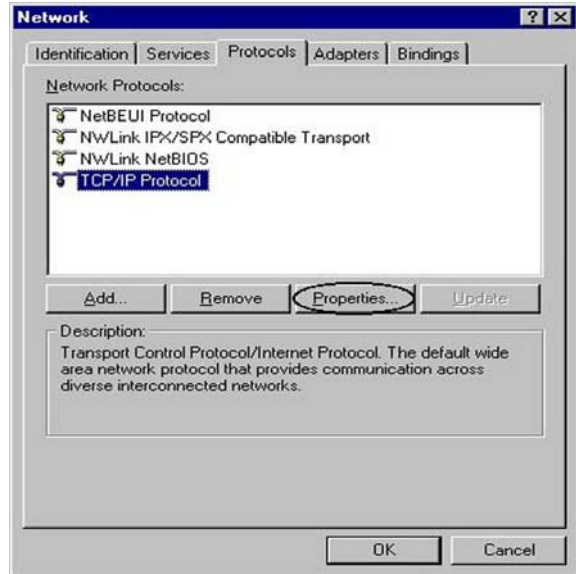 Network
Identification Services Protocols Adapters Bindings
Network Protocols:
NetBEUI Protocol
NWLink IPX/SPX Compatible Transport
NWLink NetBIOS
TCP/IP Protocol
Add... Remove Properties... Update
Description:
Transport Control Protocol/Internet Protocol. The default wide
area network protocol that provides communication across
diverse interconnected networks.
OK Cancel